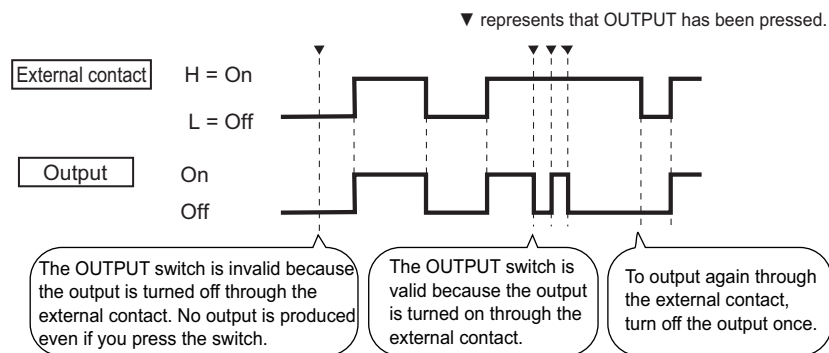 ▼ represents that OUTPUT has been pressed.
External contact
H = On
L = Off
Output
On
Off
The OUTPUT switch is invalid because
the output is turned off through the
external contact. No output is produced
even if you press the switch.
The OUTPUT switch is
valid because the output
is turned on through the
external contact.
To output again through
the external contact,
turn off the output once.